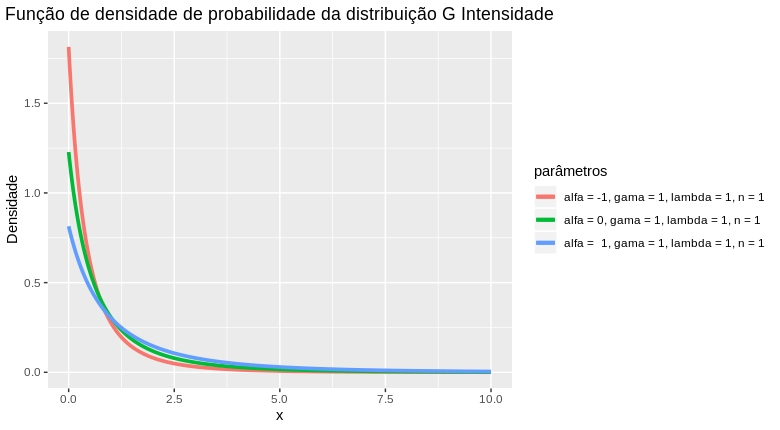 Função de densidade de probabilidade da distribuição G Intensidade
Densidade
1.5
1.0
0.5
0.0
0.0 2.5 5.0 7.5 10.0
x
parâmetros
alfa = -1, gama = 1, lambda = 1, n = 1
alfa = 0, gama = 1, lambda = 1, n = 1
alfa =  1, gama = 1, lambda = 1, n = 1